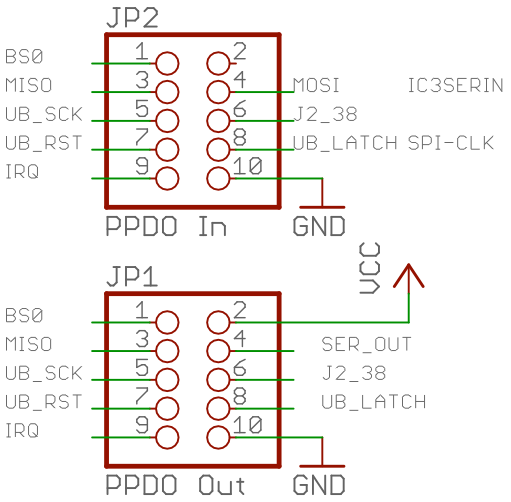 JP2
BS0 1 2
MISO 3 4 MOSI IC3SERIN
UB_SCK 5 6 J2_38
UB_RST 7 8 UB_LATCH SPI-CLK
IRQ 9 10
PPDO In GND
VCC
JP1
BS0 1 2
MISO 3 4 SER_OUT
UB_SCK 5 6 J2_38
UB_RST 7 8 UB_LATCH
IRQ 9 10
PPDO Out GND